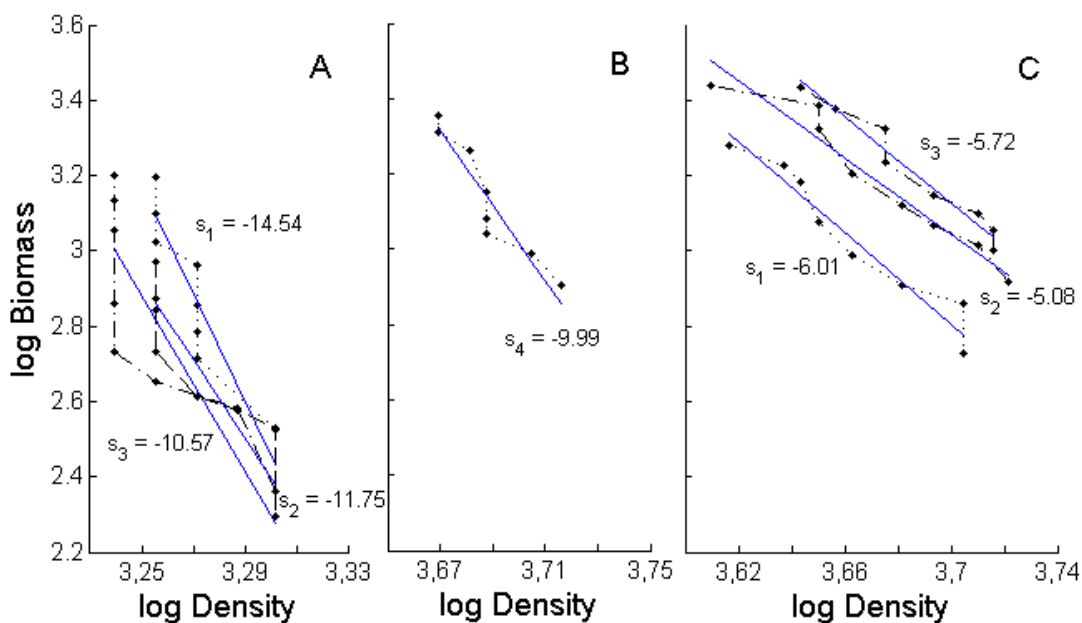 log Biomass
3.6
3.4
3.2
3
2.8
2.6
2.4
2.2
A
s1 = -14.54
s3 = -10.57
s2 = -11.75
3,25 3,29 3,33
log Density
B
s4 = -9.99
3,67 3,71 3,75
log Density
C
s3 = -5.72
s1 = -6.01
s2 = -5.08
3,62 3,66 3,7 3,74
log Density